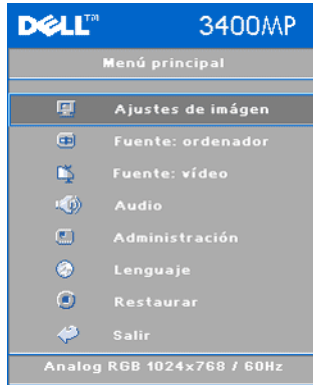 DELL™ 3400MP
Menú principal
Ajustes de imágen
Fuente: ordenador
Fuente: vídeo
Audio
Administración
Lenguaje
Restaurar
Salir
Analog RGB 1024x768 / 60Hz